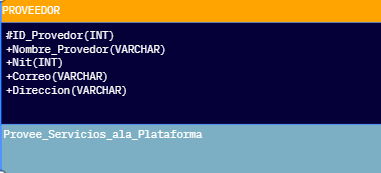 PROVEEDOR
#ID_Provedor(INT)
+Nombre_Provedor(VARCHAR)
+Nit(INT)
+Correo(VARCHAR)
+Direccion(VARCHAR)
Provee_Servicios_ala_Plataforma